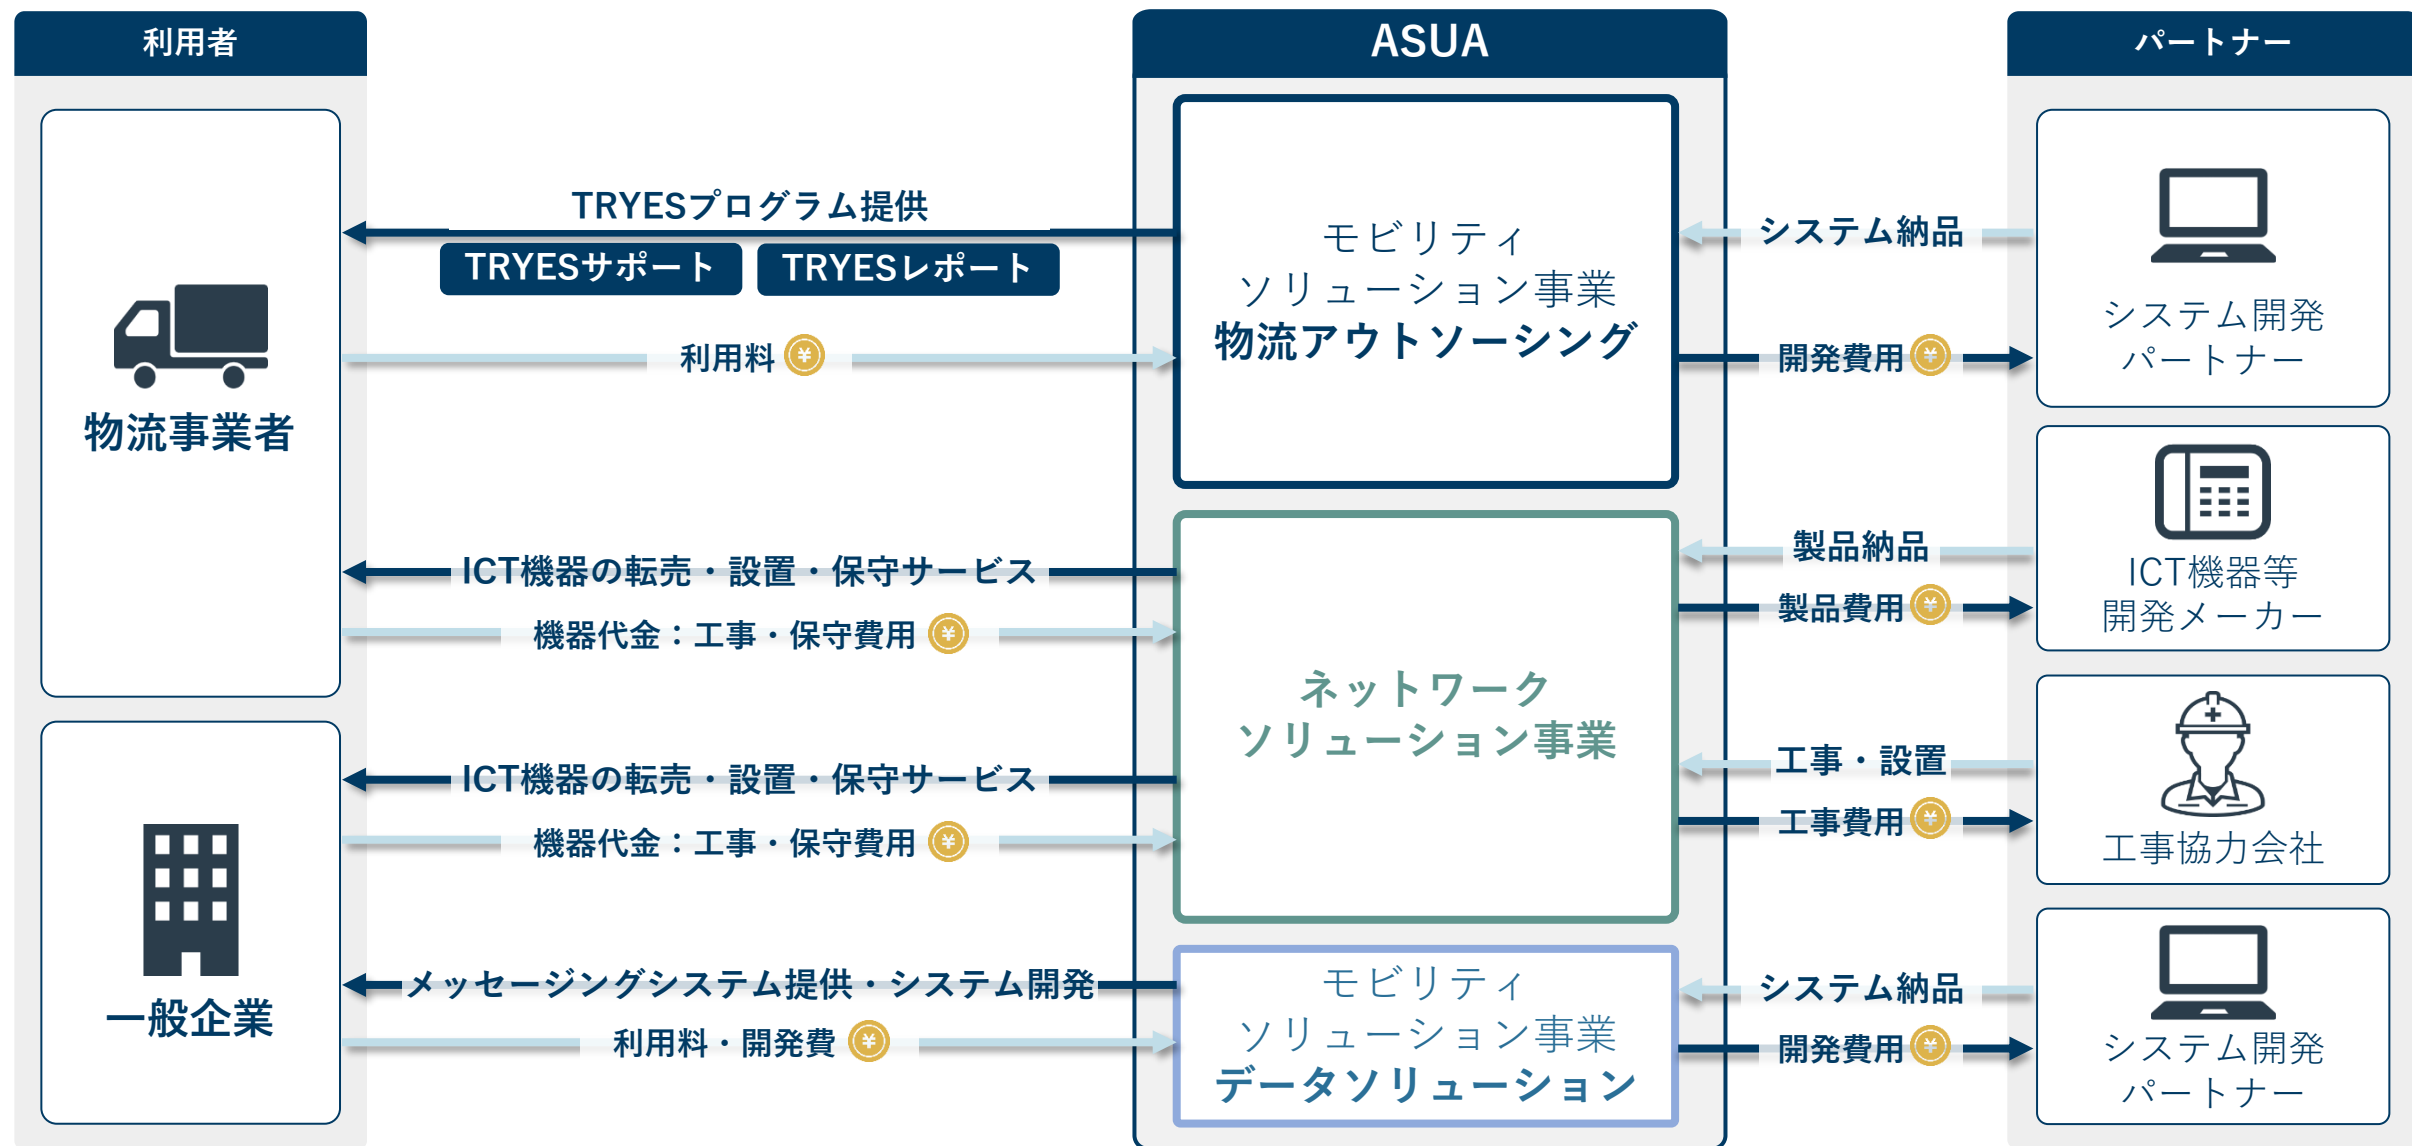 利用者
ASUA
パートナー
TRYESプログラム提供
TRYESサポート
TRYESレポート
利用料 ¥
物流事業者
モビリティ
ソリューション事業
物流アウトソーシング
システム納品
開発費用 ¥
システム開発
パートナー
ICT機器の転売・設置・保守サービス
機器代金：工事・保守費用 ¥
ネットワーク
ソリューション事業
製品納品
製品費用 ¥
ICT機器等
開発メーカー
ICT機器の転売・設置・保守サービス
機器代金：工事・保守費用 ¥
工事・設置
工事費用 ¥
工事協力会社
一般企業
メッセージングシステム提供・システム開発
利用料・開発費 ¥
モビリティ
ソリューション事業
データソリューション
システム納品
開発費用 ¥
システム開発
パートナー